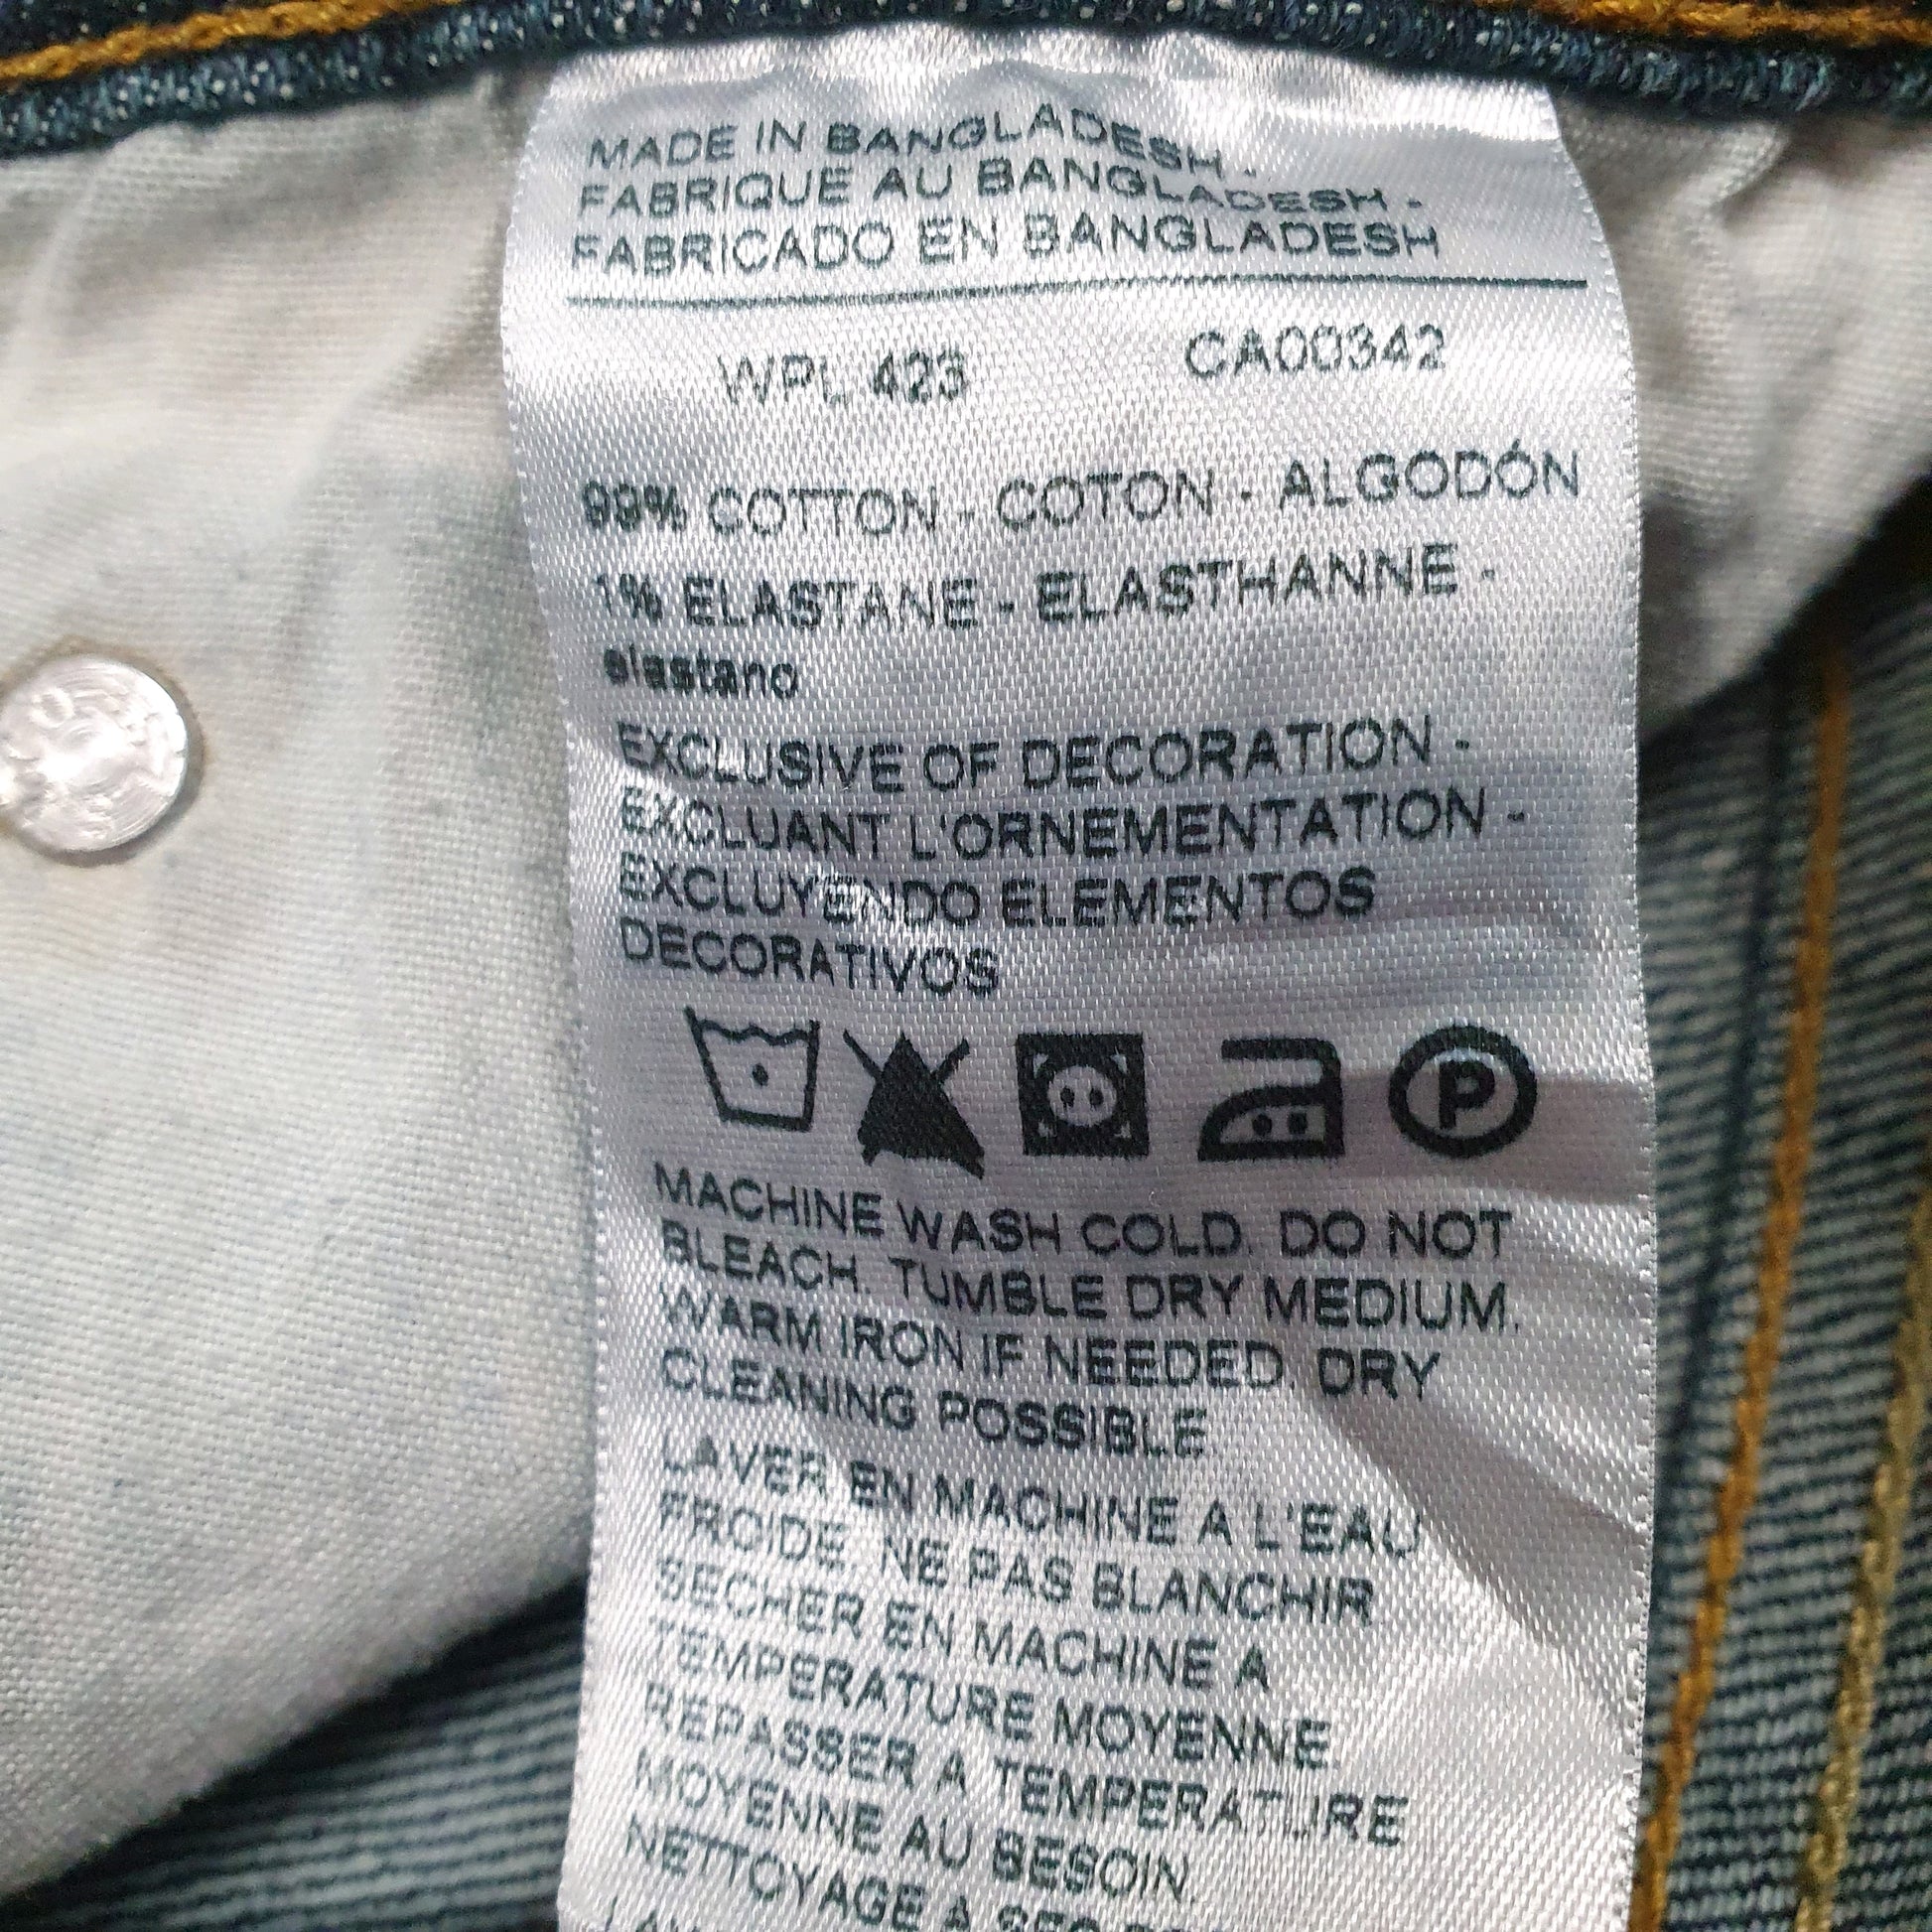 MADE IN BANGLADESH -
FABRIQUE AU BANGLADESH -
FABRICADO EN BANGLADESH
WPL 423 CA00342
99% COTTON - COTON - ALGODÓN
1% ELASTANE - ELASTHANNE -
elastano
EXCLUSIVE OF DECORATION -
EXCLUANT L'ORNEMENTATION -
EXCLUYENDO ELEMENTOS
DECORATIVOS
P
MACHINE WASH COLD. DO NOT
BLEACH. TUMBLE DRY MEDIUM.
WARM IRON IF NEEDED. DRY
CLEANING POSSIBLE.
LAVER EN MACHINE A L'EAU
FROIDE. NE PAS BLANCHIR
SECHER EN MACHINE A
TEMPERATURE MOYENNE
REPASSER A TEMPERATURE
MOYENNE AU BESOIN.
NETTOYAGE A